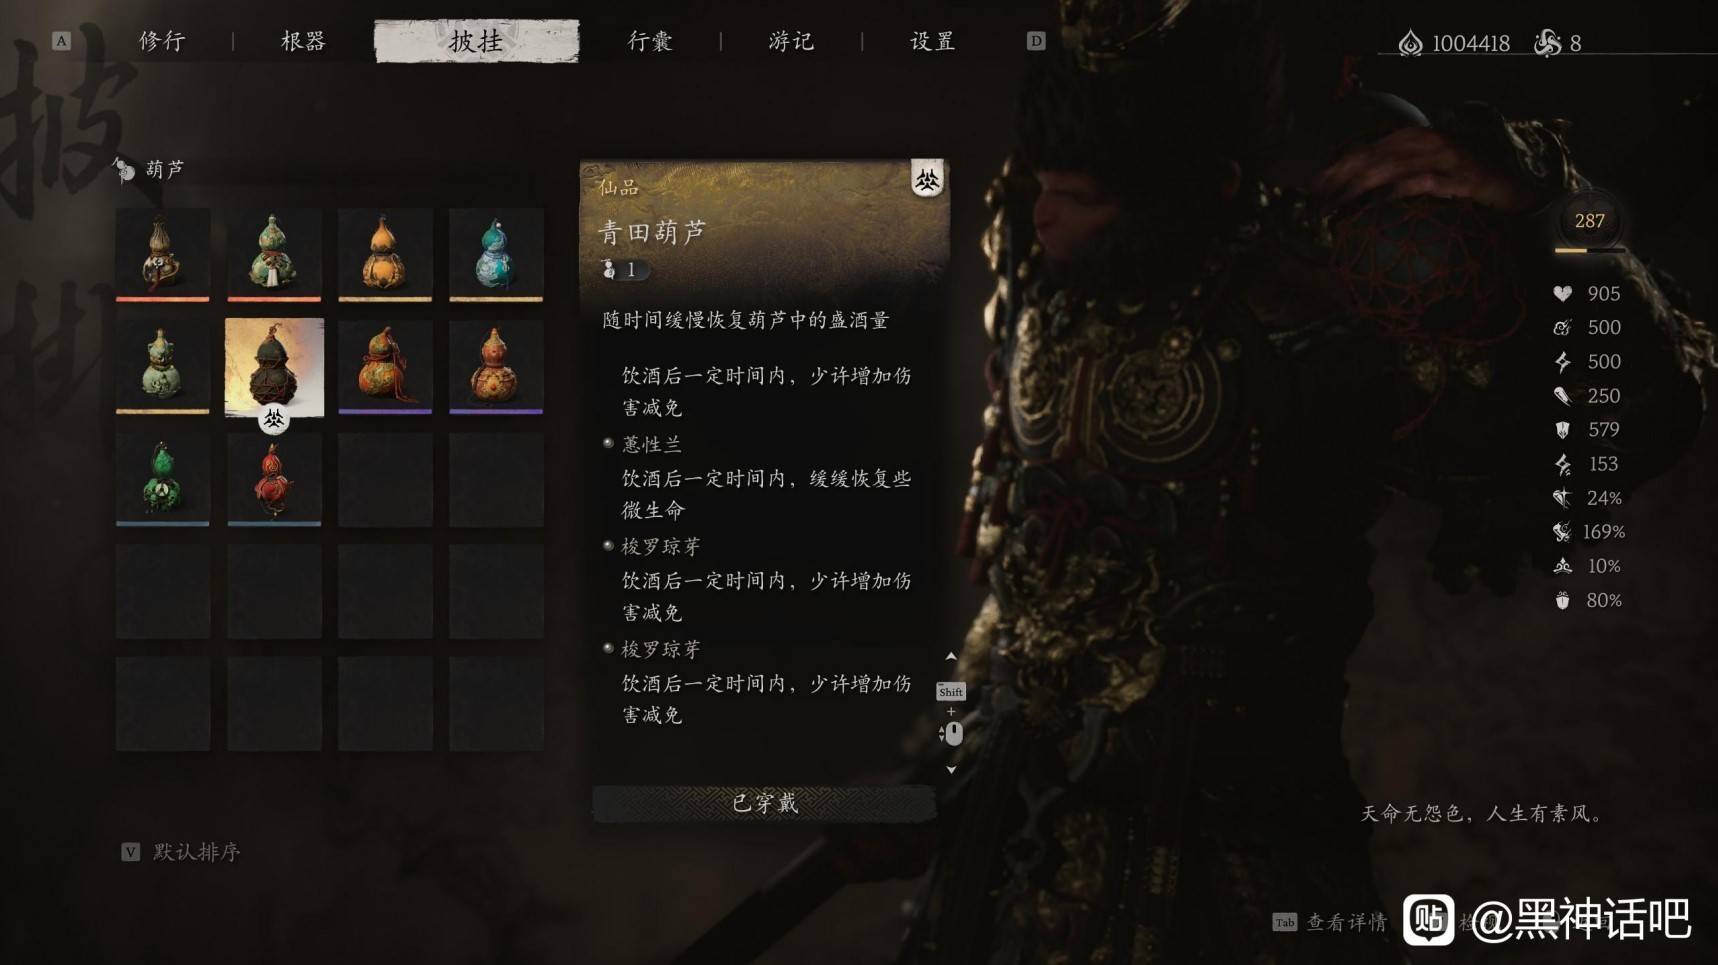 A 修行 | 根器 披挂 行囊 | 游记 | 设置 D
1004418 8
披挂
葫芦
仙品
青田葫芦
1
随时间缓慢恢复葫芦中的盛酒量
饮酒后一定时间内，少许增加伤
害减免
蕙性兰
饮酒后一定时间内，缓缓恢复些
微生命
梭罗琼芽
饮酒后一定时间内，少许增加伤
害减免
梭罗琼芽
饮酒后一定时间内，少许增加伤
害减免
Shift
+
已穿戴
V 默认排序
287
905
500
500
250
579
153
24%
169%
10%
80%
天命无怨色，人生有素风。
Tab 查看详情
贴 @黑神话吧